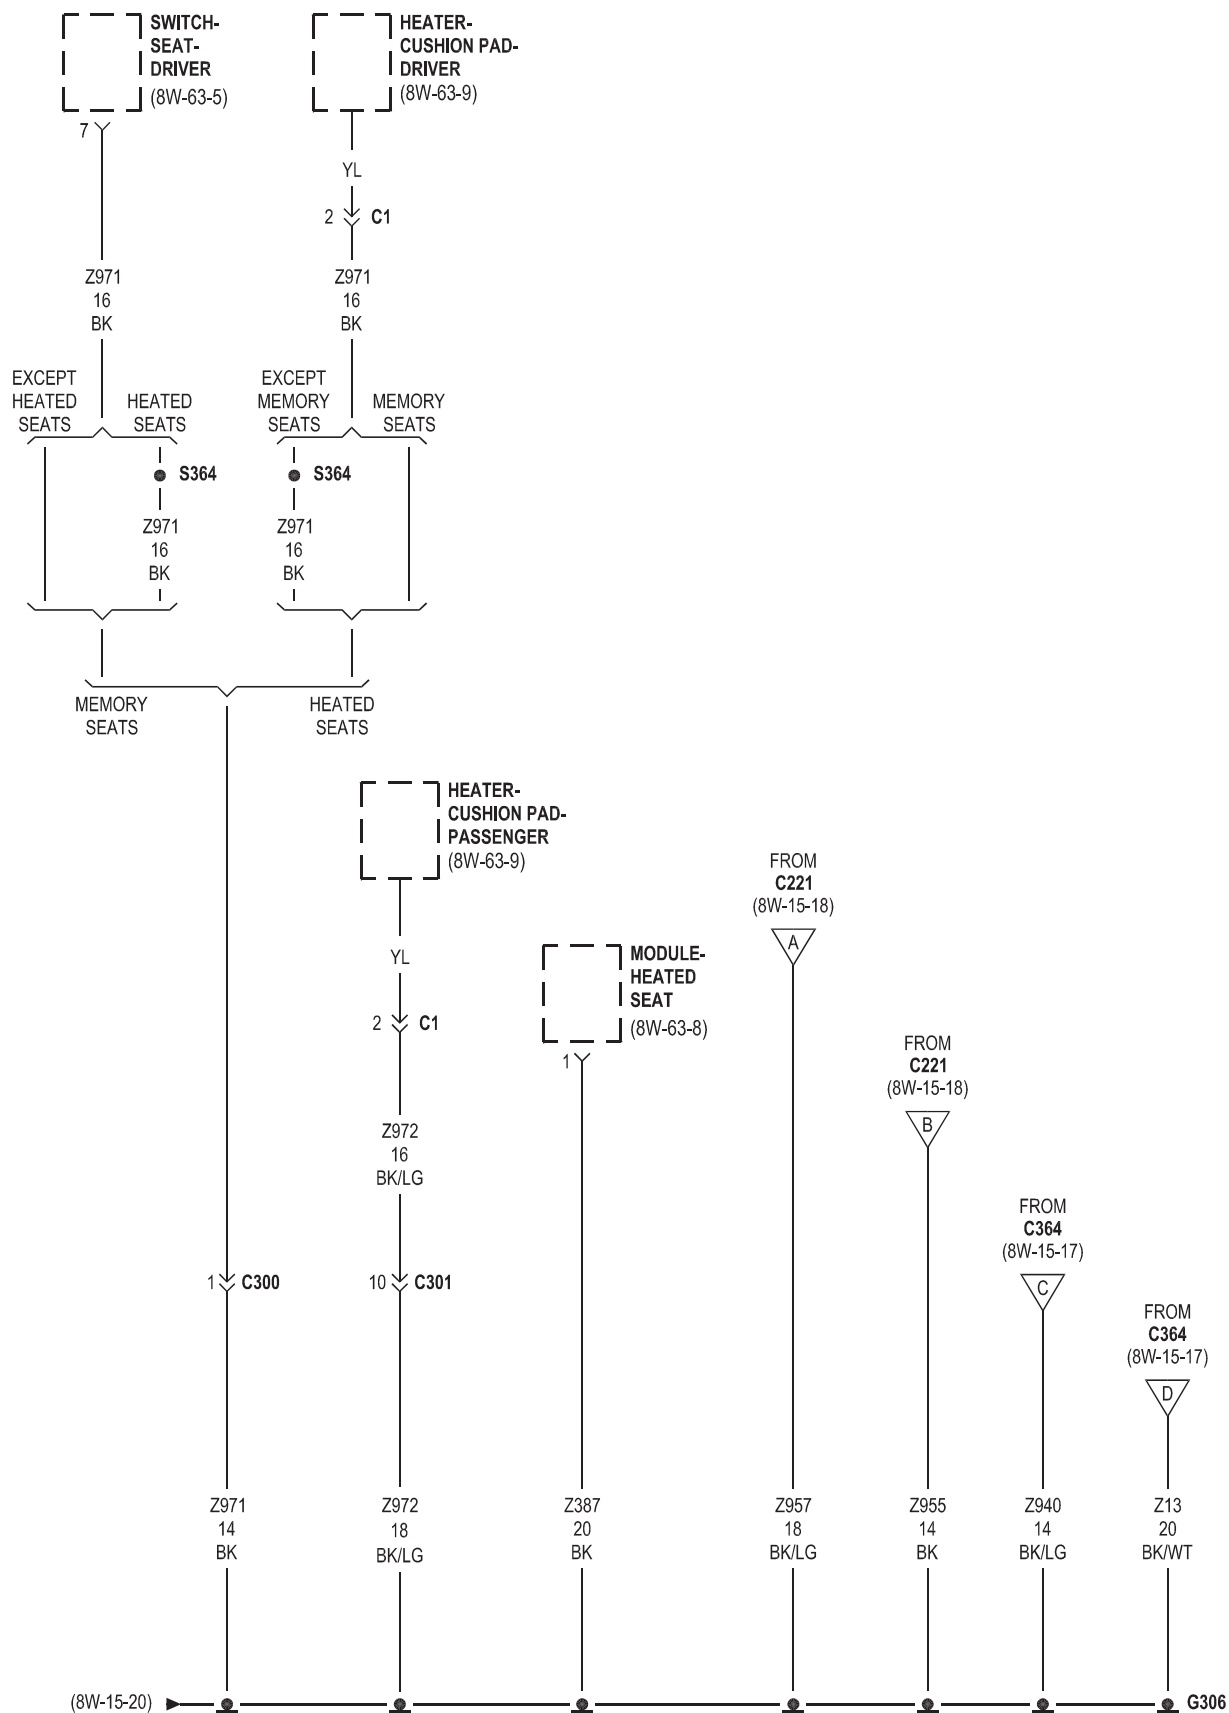 SWITCH-
SEAT-
DRIVER
(8W-63-5)
HEATER-
CUSHION PAD-
DRIVER
(8W-63-9)
7
YL
2
C1
Z971
16
BK
Z971
16
BK
EXCEPT
HEATED
SEATS
HEATED
SEATS
EXCEPT
MEMORY
SEATS
MEMORY
SEATS
S364
S364
Z971
16
BK
Z971
16
BK
MEMORY
SEATS
HEATED
SEATS
HEATER-
CUSHION PAD-
PASSENGER
(8W-63-9)
YL
2
C1
MODULE-
HEATED
SEAT
(8W-63-8)
1
FROM
C221
(8W-15-18)
A
FROM
C221
(8W-15-18)
B
Z972
16
BK/LG
FROM
C364
(8W-15-17)
C
1
C300
10
C301
FROM
C364
(8W-15-17)
D
Z971
14
BK
Z972
18
BK/LG
Z387
20
BK
Z957
18
BK/LG
Z955
14
BK
Z940
14
BK/LG
Z13
20
BK/WT
(8W-15-20)
G306